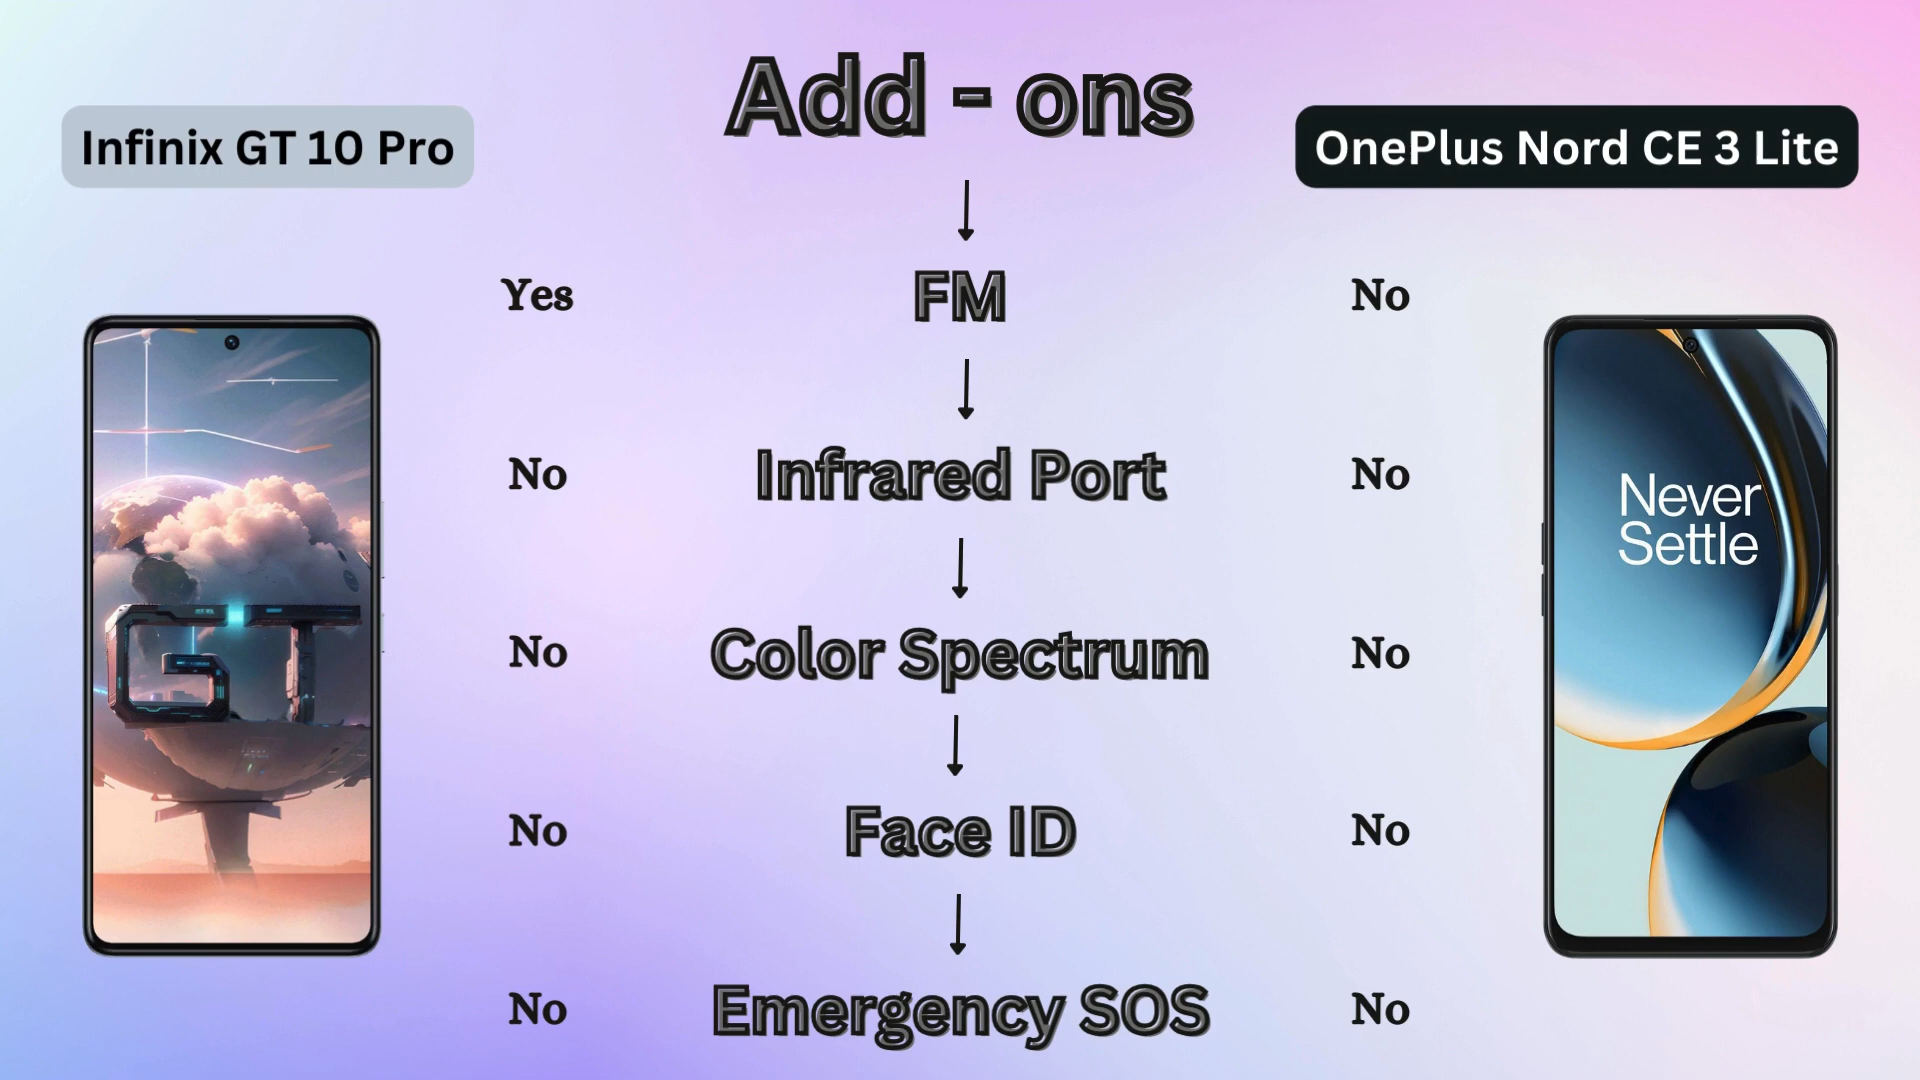 Add - ons
Infinix GT 10 Pro
OnePlus Nord CE 3 Lite
Yes FM No
No Infrared Port No
Never
Settle
GT
No Color Spectrum No
No Face ID No
No Emergency SOS No